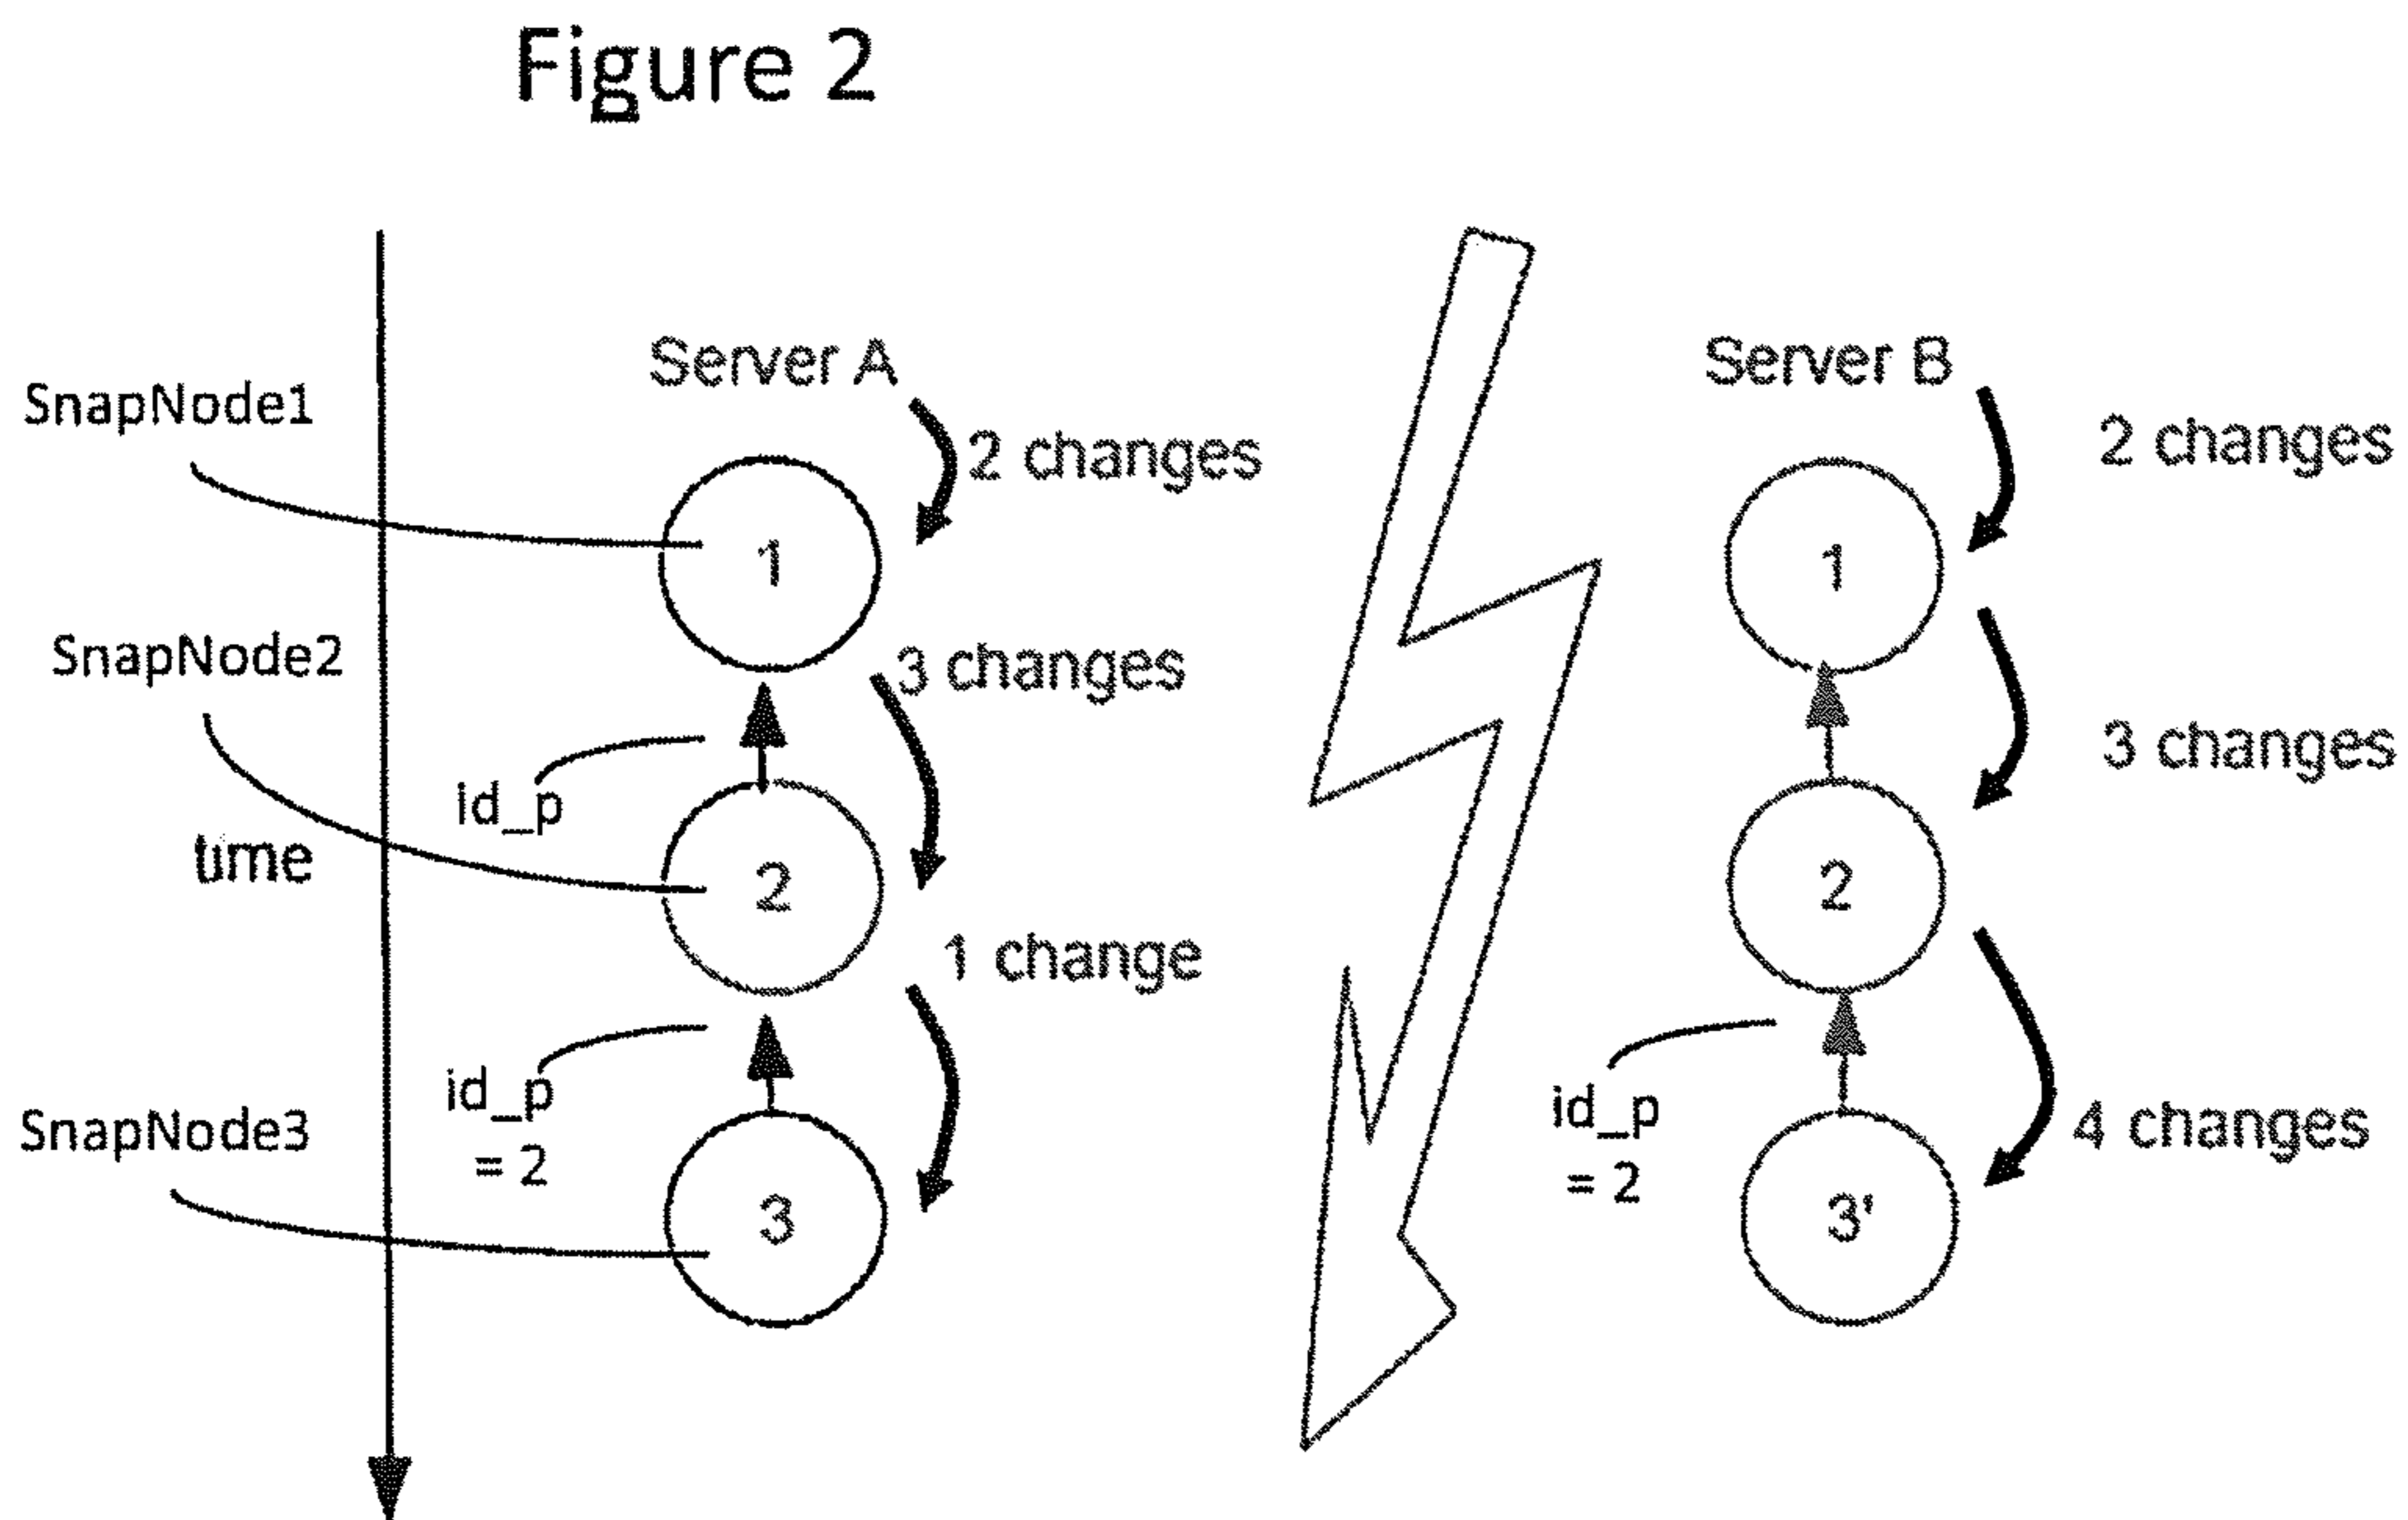 Figure 2
Server A
Server B
SnapNode1
2 changes
2 changes
1
1
SnapNode2
3 changes
3 changes
id_p
time
2
2
1 change
id_p
= 2
id_p
= 2
SnapNode3
4 changes
3
3'